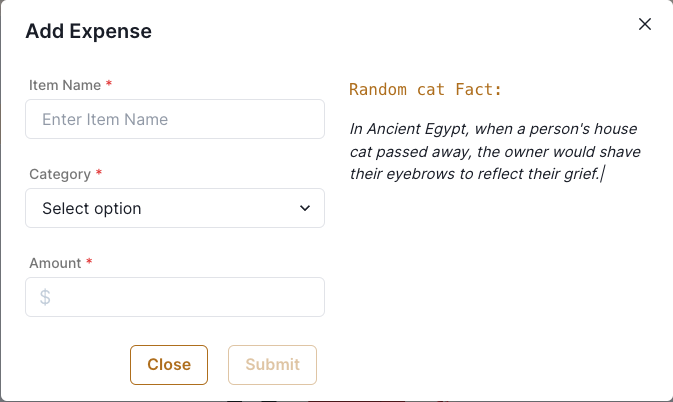 Add Expense
Item Name *
Enter Item Name
Category *
Select option
Amount *
$
Close
Submit
Random cat Fact:
In Ancient Egypt, when a person's house
cat passed away, the owner would shave
their eyebrows to reflect their grief.|